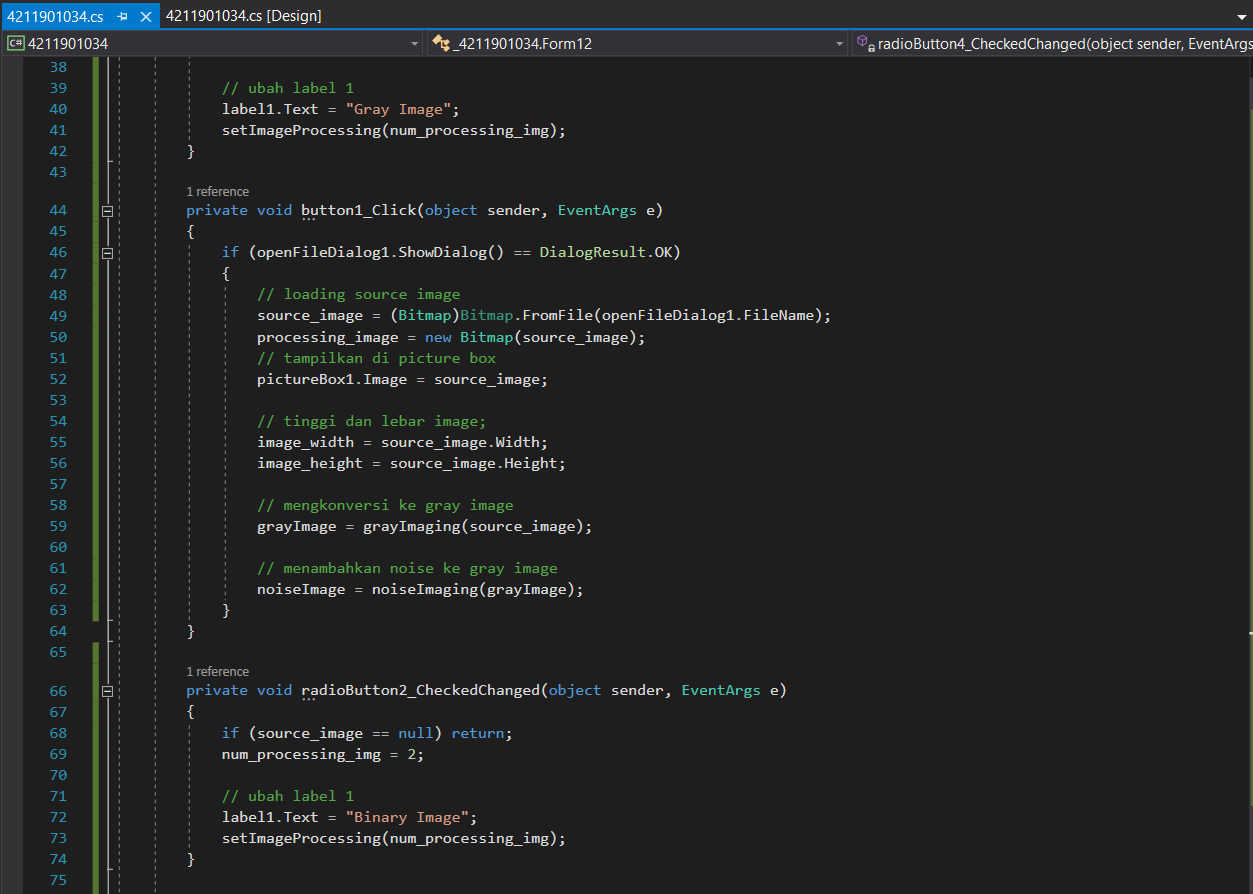 4211901034.cs 4211901034.cs [Design]
C# 4211901034 _4211901034.Form12 radioButton4_CheckedChanged(object sender, EventArgs
38
39 // ubah label 1
40 label1.Text = "Gray Image";
41 setImageProcessing(num_processing_img);
42 }
43
1 reference
44 private void button1_Click(object sender, EventArgs e)
45 {
46 if (openFileDialog1.ShowDialog() == DialogResult.OK)
47 {
48 // loading source image
49 source_image = (Bitmap)Bitmap.FromFile(openFileDialog1.FileName);
50 processing_image = new Bitmap(source_image);
51 // tampilkan di picture box
52 pictureBox1.Image = source_image;
53
54 // tinggi dan lebar image;
55 image_width = source_image.Width;
56 image_height = source_image.Height;
57
58 // mengkonversi ke gray image
59 grayImage = grayImaging(source_image);
60
61 // menambahkan noise ke gray image
62 noiseImage = noiseImaging(grayImage);
63 }
64 }
65
1 reference
66 private void radioButton2_CheckedChanged(object sender, EventArgs e)
67 {
68 if (source_image == null) return;
69 num_processing_img = 2;
70
71 // ubah label 1
72 label1.Text = "Binary Image";
73 setImageProcessing(num_processing_img);
74 }
75